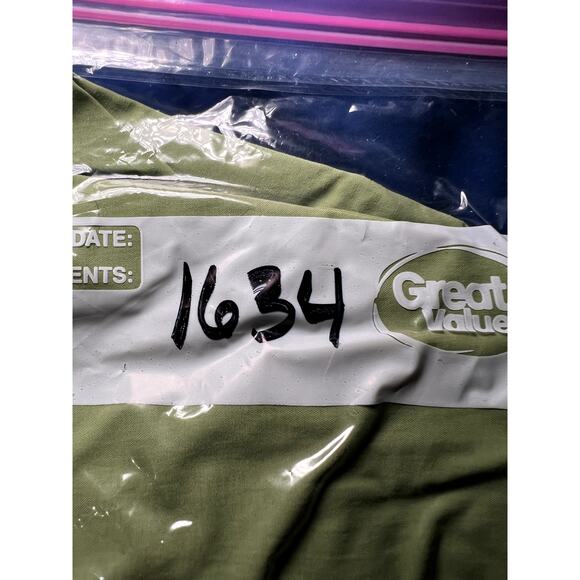 DATE:
ENTS:
1634
Great
Value